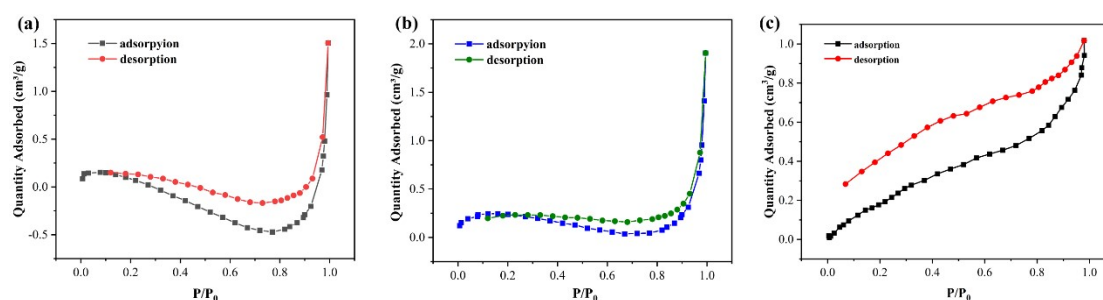 (a)
adsorpyion
desorption
Quantity Adsorbed (cm³/g)
1.5
1.0
0.5
0.0
-0.5
0.0 0.2 0.4 0.6 0.8 1.0
P/P₀
(b)
adsorpyion
desorption
Quantity Adsorbed (cm³/g)
2.0
1.5
1.0
0.5
0.0
0.0 0.2 0.4 0.6 0.8 1.0
P/P₀
(c)
adsorption
desorption
Quantity Adsorbed (cm³/g)
1.0
0.8
0.6
0.4
0.2
0.0
0.0 0.2 0.4 0.6 0.8 1.0
P/P₀